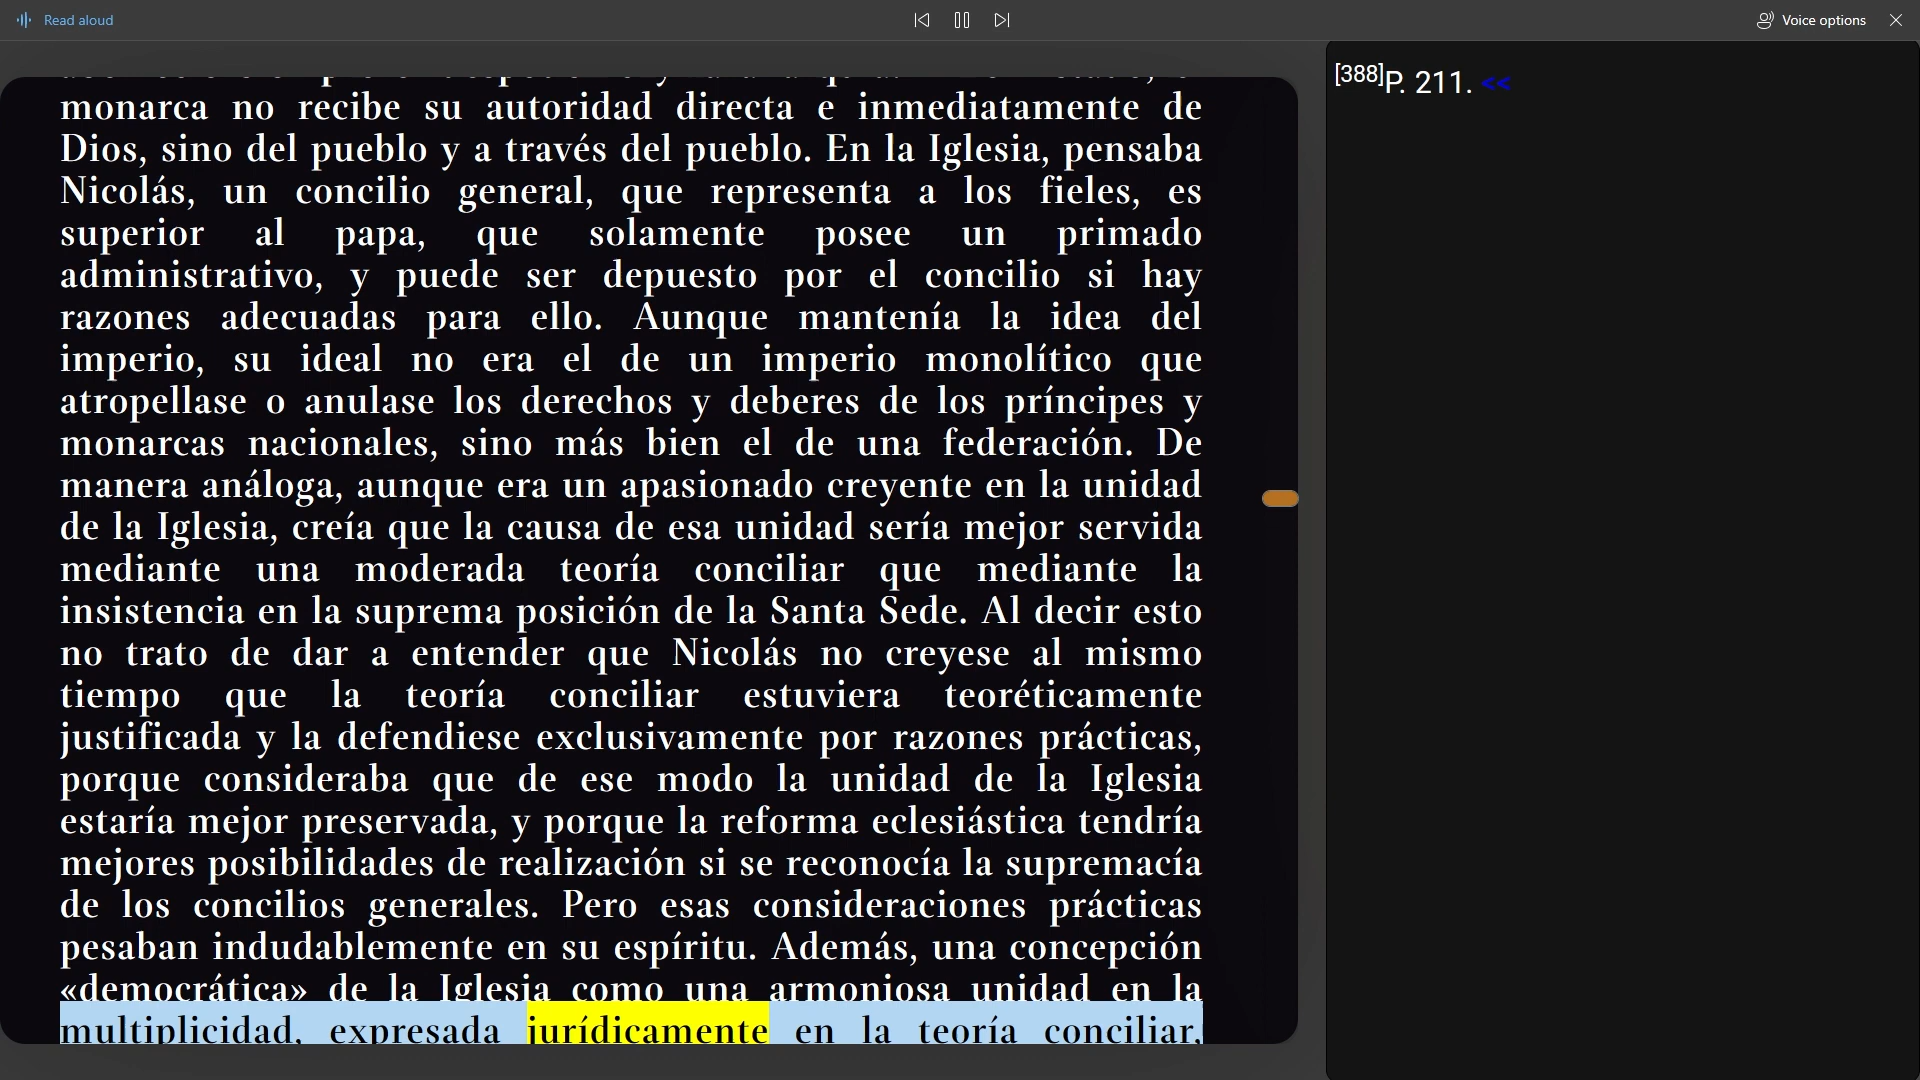 Read aloud
Voice options
monarca no recibe su autoridad directa e inmediatamente de
Dios, sino del pueblo y a través del pueblo. En la Iglesia, pensaba
Nicolás, un concilio general, que representa a los fieles, es
superior al papa, que solamente posee un primado
administrativo, y puede ser depuesto por el concilio si hay
razones adecuadas para ello. Aunque mantenía la idea del
imperio, su ideal no era el de un imperio monolítico que
atropellase o anulase los derechos y deberes de los príncipes y
monarcas nacionales, sino más bien el de una federación. De
manera análoga, aunque era un apasionado creyente en la unidad
de la Iglesia, creía que la causa de esa unidad sería mejor servida
mediante una moderada teoría conciliar que mediante la
insistencia en la suprema posición de la Santa Sede. Al decir esto
no trato de dar a entender que Nicolás no creyese al mismo
tiempo que la teoría conciliar estuviera teoréticamente
justificada y la defendiese exclusivamente por razones prácticas,
porque consideraba que de ese modo la unidad de la Iglesia
estaría mejor preservada, y porque la reforma eclesiástica tendría
mejores posibilidades de realización si se reconocía la supremacía
de los concilios generales. Pero esas consideraciones prácticas
pesaban indudablemente en su espíritu. Además, una concepción
«democrática» de la Iglesia como una armoniosa unidad en la
multiplicidad, expresada jurídicamente en la teoría conciliar,
[388]P. 211. <<